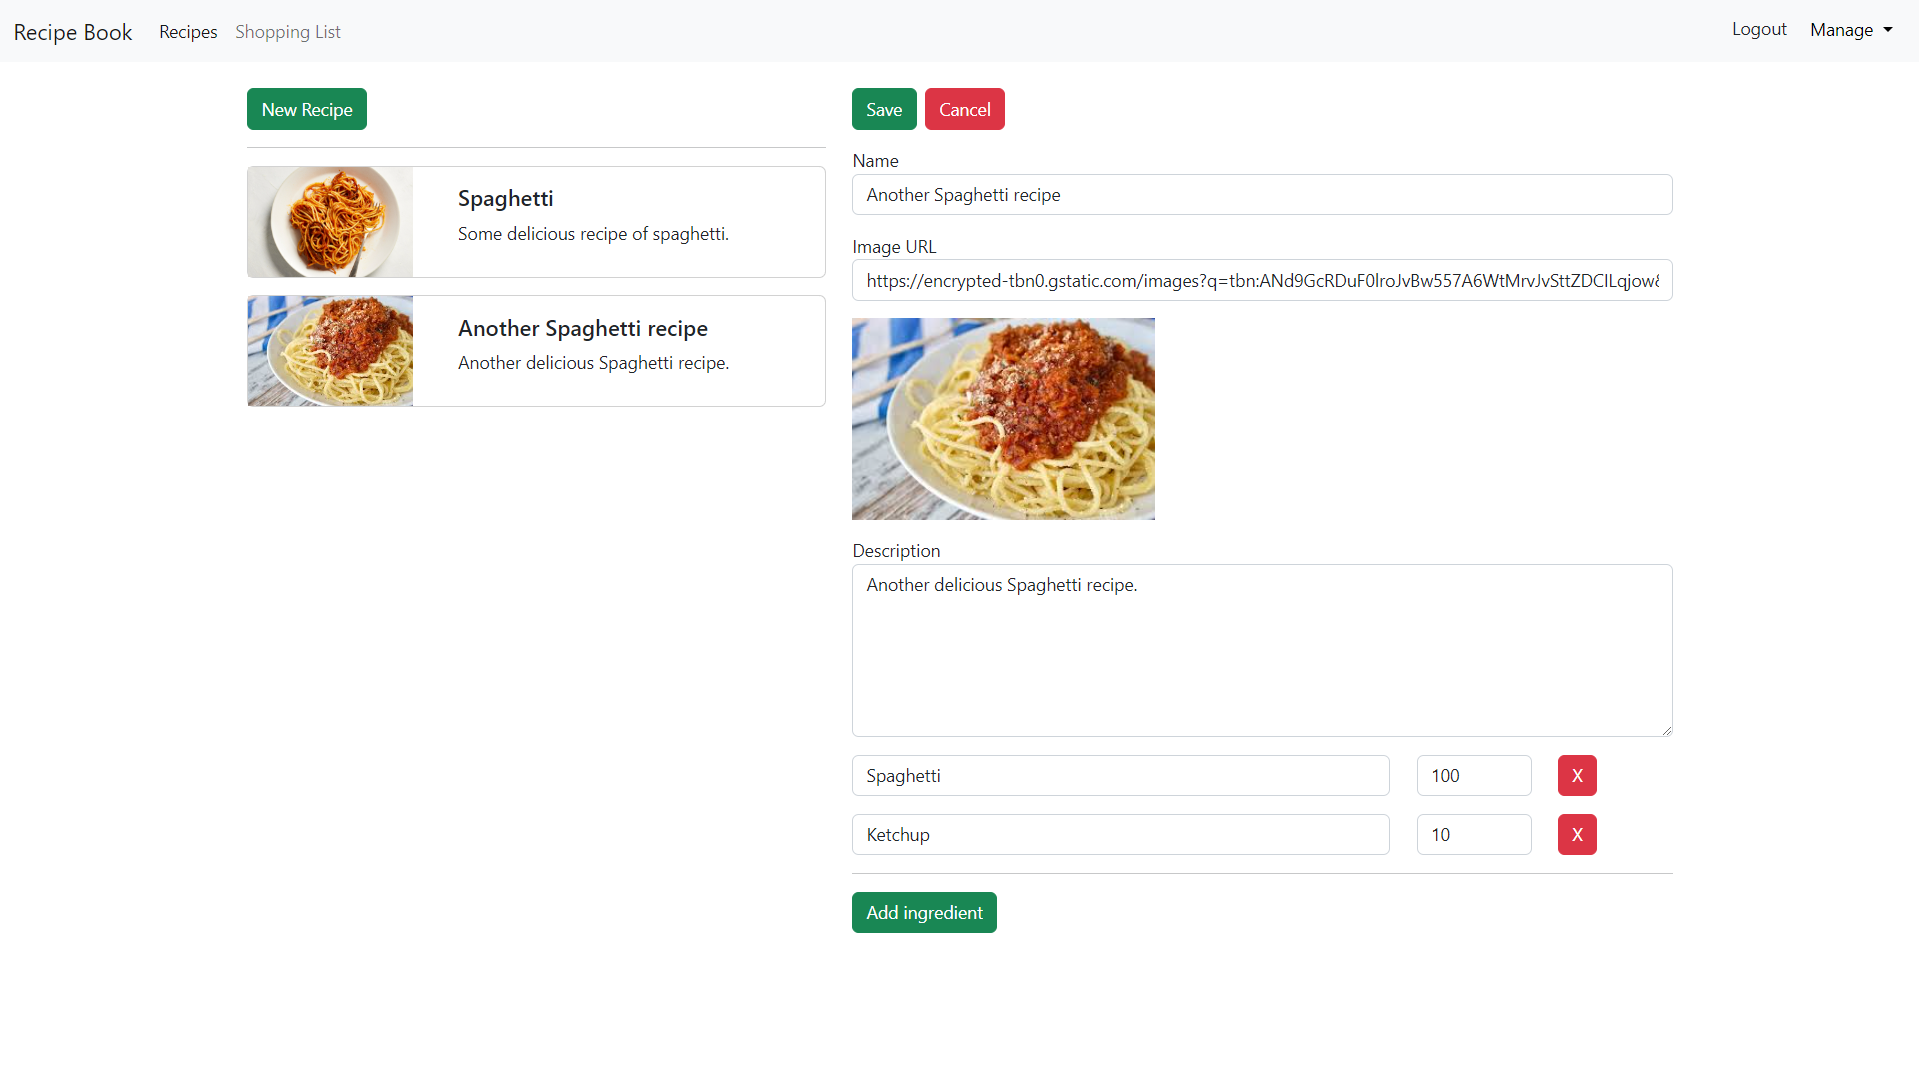 Recipe Book Recipes Shopping List Logout Manage
New Recipe
Spaghetti
Some delicious recipe of spaghetti.
Another Spaghetti recipe
Another delicious Spaghetti recipe.
Save Cancel
Name
Another Spaghetti recipe
Image URL
https://encrypted-tbn0.gstatic.com/images?q=tbn:ANd9GcRDuF0lroJvBw557A6WtMrvJvSttZDCILqjow&
Description
Another delicious Spaghetti recipe.
Spaghetti 100 X
Ketchup 10 X
Add ingredient